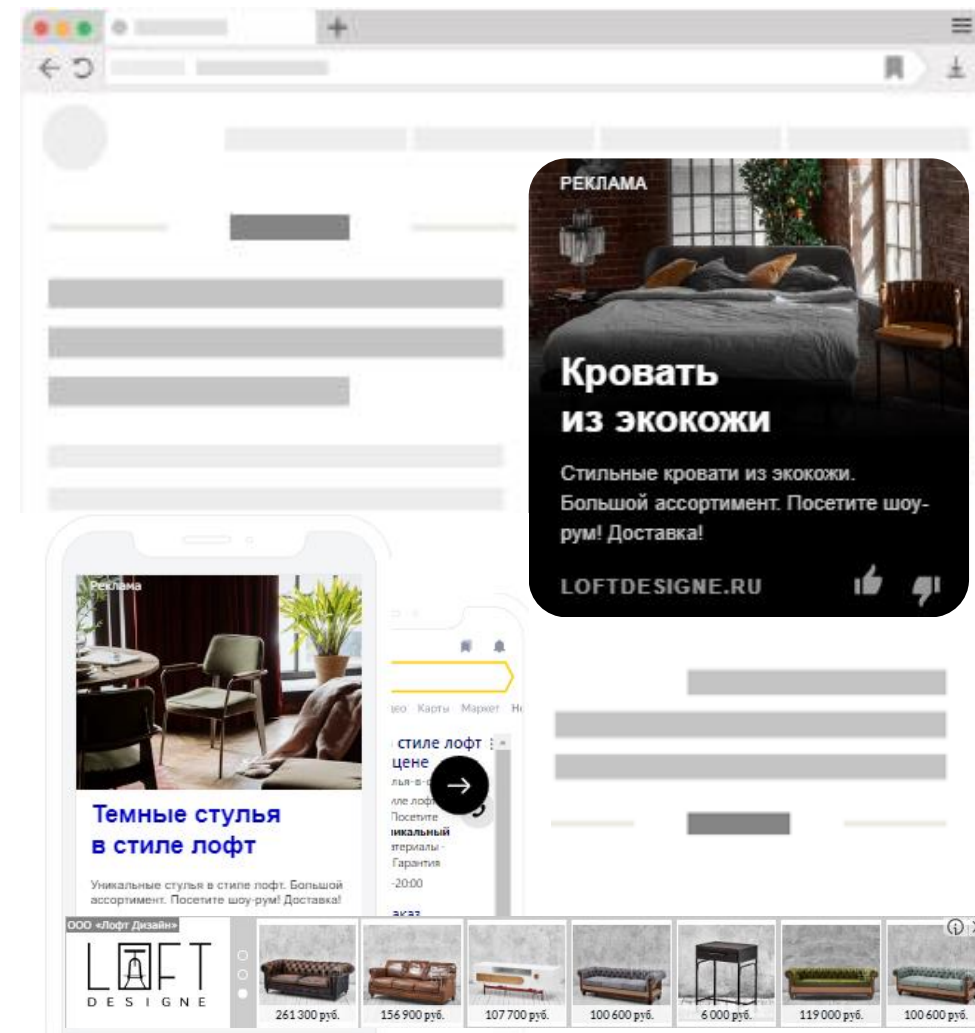 РЕКЛАМА
Кровать
из экокожи
Стильные кровати из экокожи.
Большой ассортимент. Посетите шоу-
рум! Доставка!
LOFTDESIGNE.RU
Реклама
Темные стулья
в стиле лофт
Уникальные стулья в стиле лофт. Большой
ассортимент. Посетите шоу-рум! Доставка!
Карты Маркет
стиле лофт
цене
Посетите
Гарантия
-20:00
ООО «Лофт Дизайн»
LOFT
DESIGNE
261 300 руб.
156 900 руб.
107 700 руб.
100 600 руб.
6 000 руб.
119 000 руб.
100 600 руб.